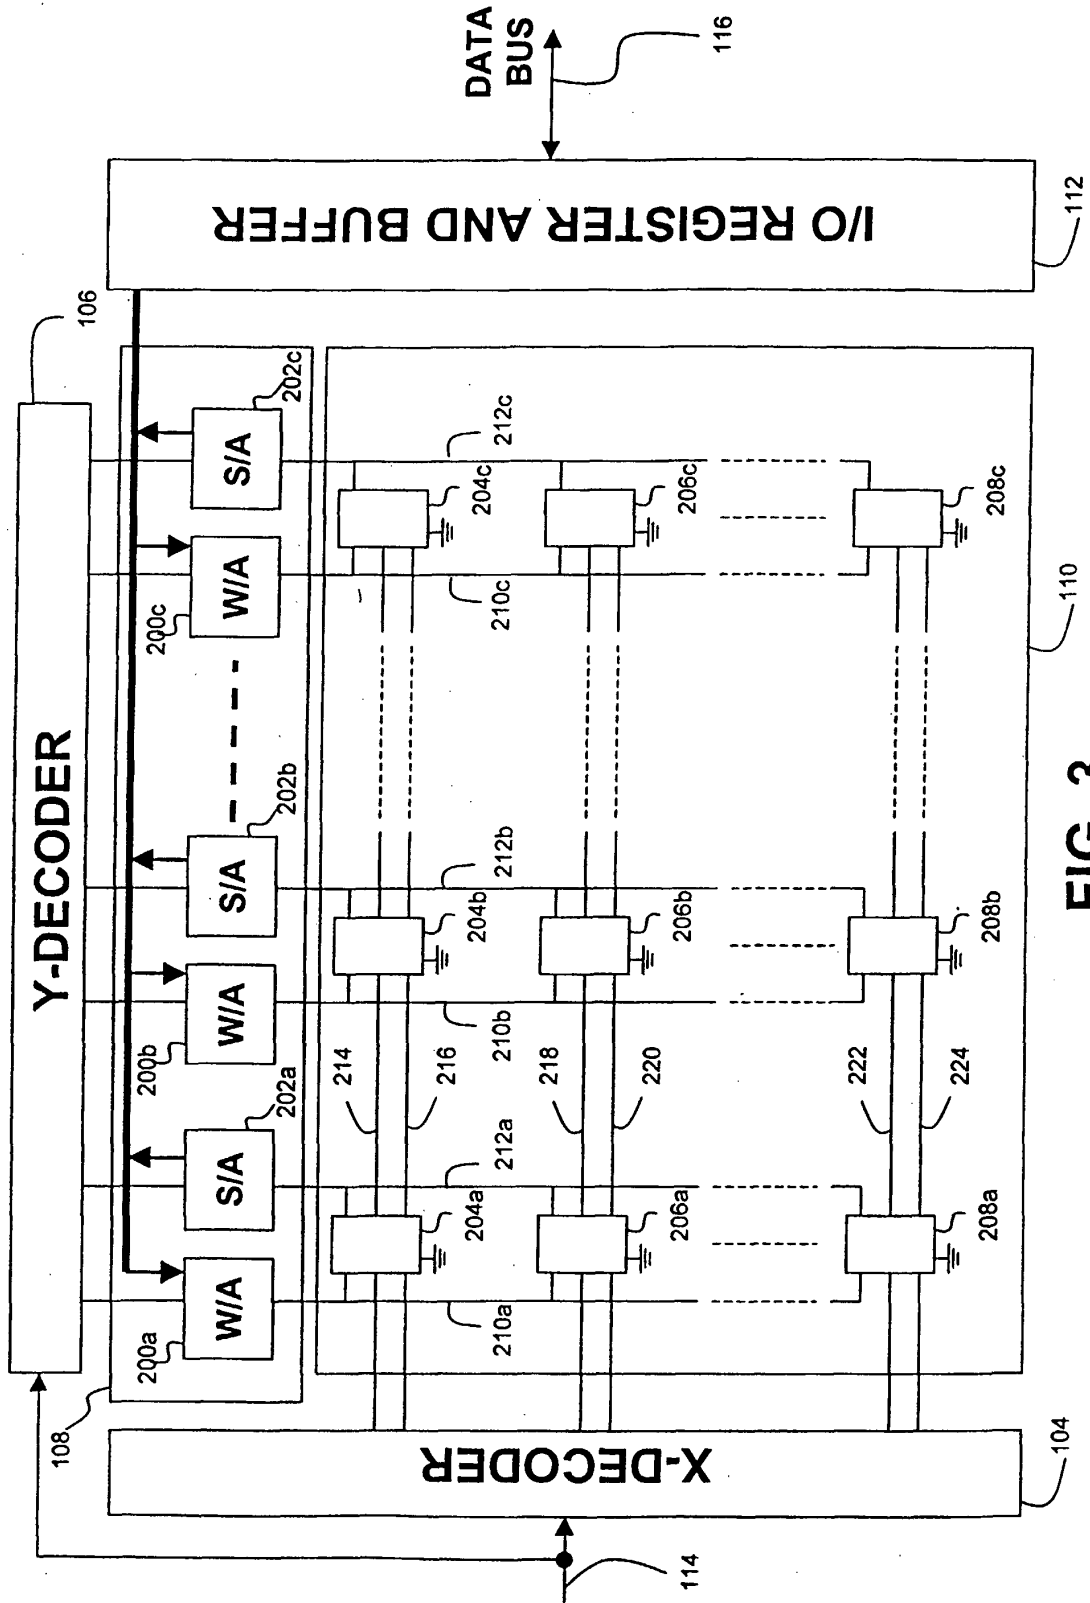 DATA
BUS
116
I/O REGISTER AND BUFFER
112
106
Y-DECODER
108
200a
W/A
202a
S/A
200b
W/A
202b
S/A
200c
W/A
202c
S/A
214
216
218
220
222
224
204a
206a
208a
204b
206b
208b
204c
206c
208c
210a
212a
210b
212b
210c
212c
110
X-DECODER
104
114
FIG. 3